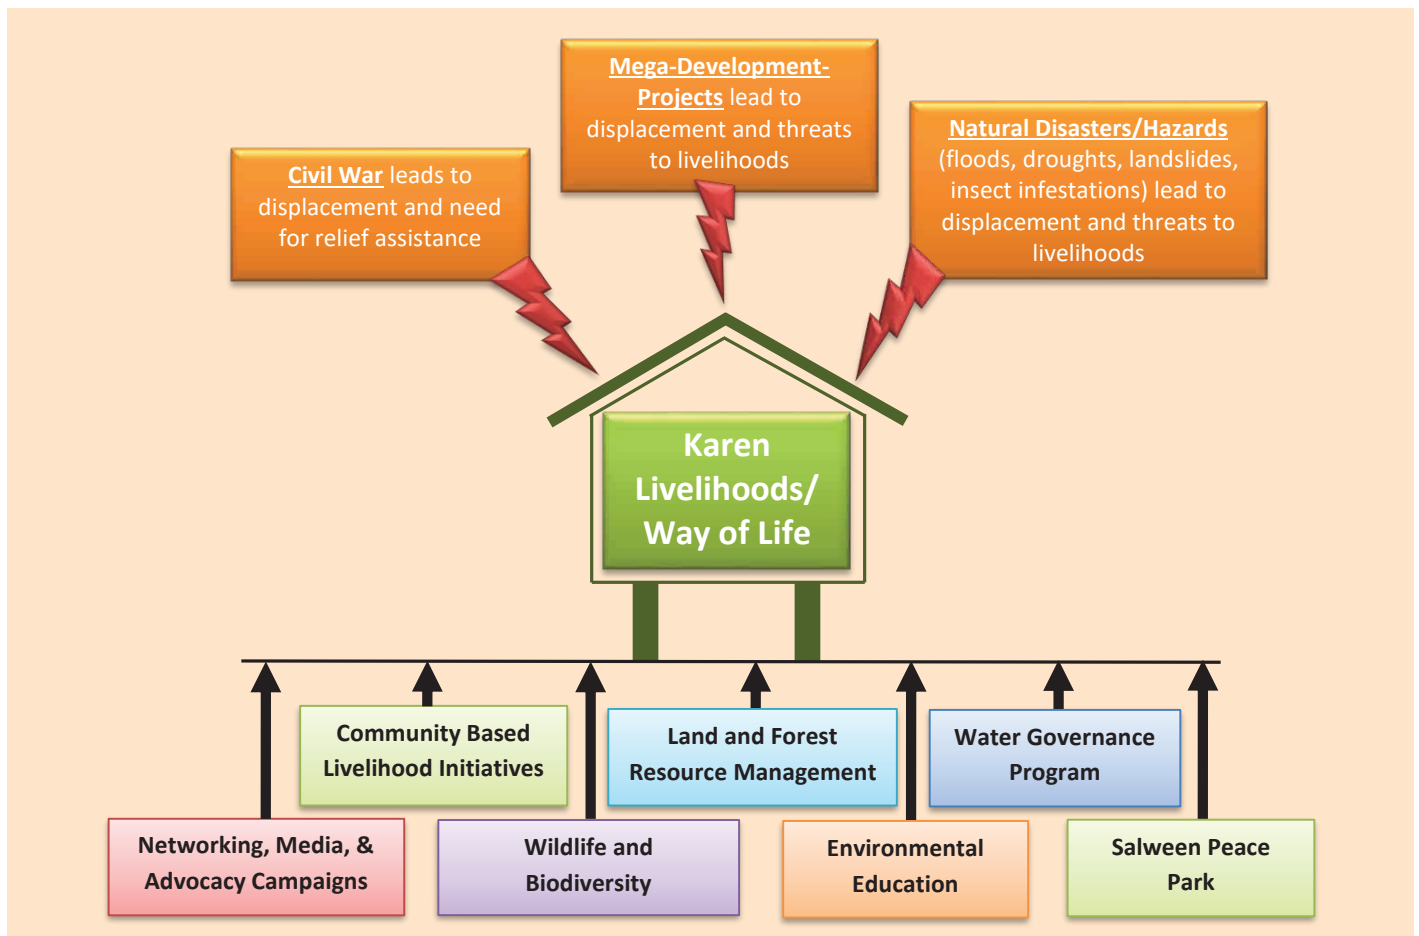 Mega-Development-
Projects lead to
displacement and threats
to livelihoods
Natural Disasters/Hazards
(floods, droughts, landslides,
insect infestations) lead to
displacement and threats to
livelihoods
Civil War leads to
displacement and need
for relief assistance
Karen
Livelihoods/
Way of Life
Community Based
Livelihood Initiatives
Land and Forest
Resource Management
Water Governance
Program
Networking, Media, &
Advocacy Campaigns
Wildlife and
Biodiversity
Environmental
Education
Salween Peace
Park